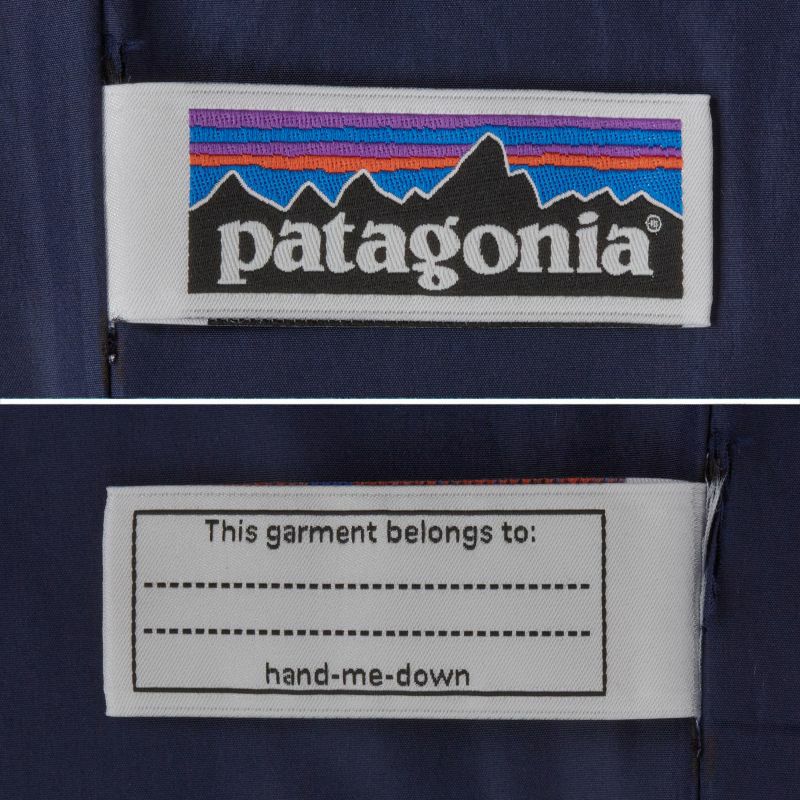 patagonia®
This garment belongs to:
hand-me-down